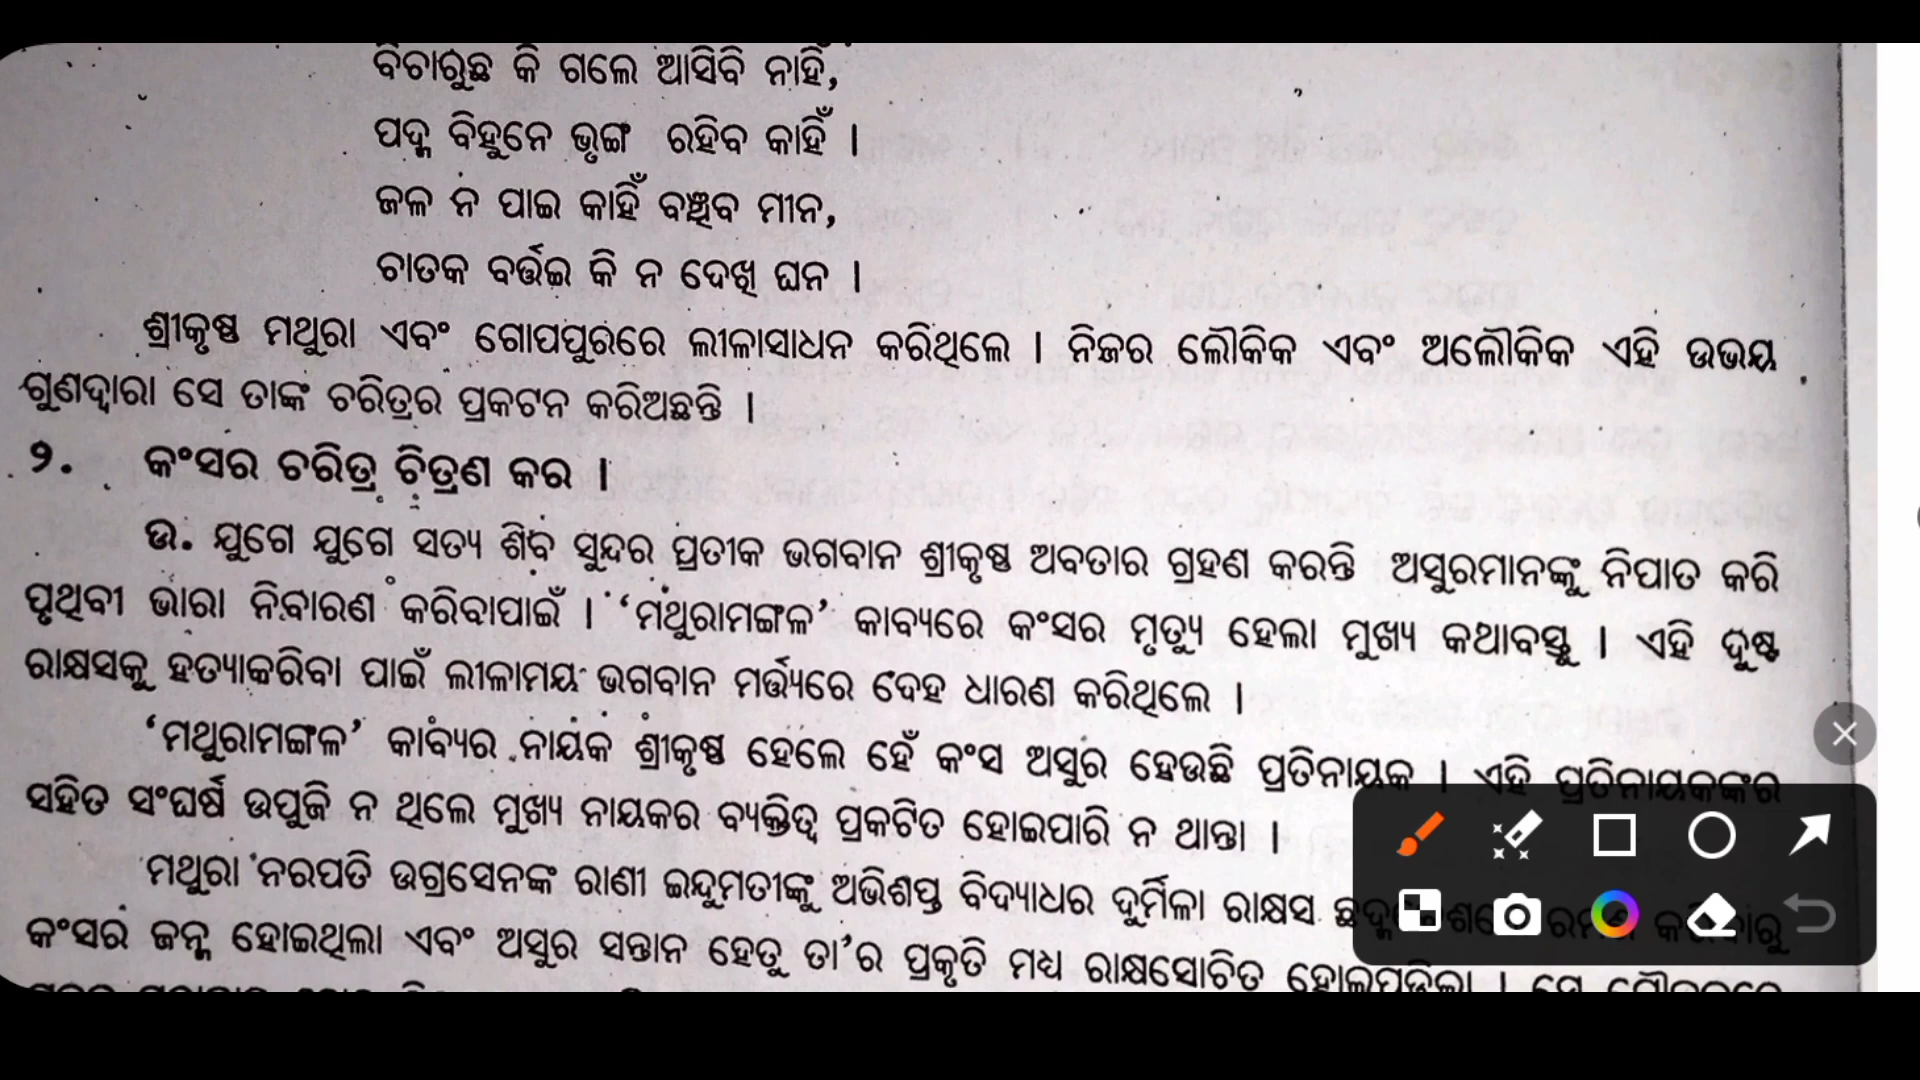 ବିଚାରୁଛ କି ଗଲେ ଆସିବି ନାହିଁ,
ପଦ୍ମ ବିହୁନେ ଭୃଙ୍ଗ ରହିବ କାହିଁ ।
ଜଳ ନ ପାଇ କାହିଁ ବଞ୍ଚିବ ମୀନ,
ଚାତକ ବର୍ତ୍ତଇ କି ନ ଦେଖି ଘନ ।
ଶ୍ରୀକୃଷ୍ଣ ମଥୁରା ଏବଂ ଗୋପପୁରରେ ଲୀଳାସାଧନ କରିଥିଲେ । ନିଜର ଲୌକିକ ଏବଂ ଅଲୌକିକ ଏହି ଉଭୟ
ଗୁଣଦ୍ୱାରା ସେ ତାଙ୍କ ଚରିତ୍ରର ପ୍ରକଟନ କରିଅଛନ୍ତି ।
୨. କଂସର ଚରିତ୍ର ଚିତ୍ରଣ କର ।
ଉ. ଯୁଗେ ଯୁଗେ ସତ୍ୟ ଶିବ ସୁନ୍ଦର ପ୍ରତୀକ ଭଗବାନ ଶ୍ରୀକୃଷ୍ଣ ଅବତାର ଗ୍ରହଣ କରନ୍ତି ଅସୁରମାନଙ୍କୁ ନିପାତ କରି
ପୃଥିବୀ ଭାରା ନିବାରଣ କରିବାପାଇଁ । ‘ମଥୁରାମଙ୍ଗଳ’ କାବ୍ୟରେ କଂସର ମୃତ୍ୟୁ ହେଲା ମୁଖ୍ୟ କଥାବସ୍ତୁ । ଏହି ଦୁଷ୍ଟ
ରାକ୍ଷସକୁ ହତ୍ୟାକରିବା ପାଇଁ ଲୀଳାମୟ ଭଗବାନ ମର୍ତ୍ତ୍ୟରେ ଦେହ ଧାରଣ କରିଥିଲେ ।
‘ମଥୁରାମଙ୍ଗଳ’ କାବ୍ୟର ନାୟକ ଶ୍ରୀକୃଷ୍ଣ ହେଲେ ହେଁ କଂସ ଅସୁର ହେଉଛି ପ୍ରତିନାୟକ । ଏହି ପ୍ରତିନାୟକଙ୍କର
ସହିତ ସଂଘର୍ଷ ଉପୁଜି ନ ଥିଲେ ମୁଖ୍ୟ ନାୟକର ବ୍ୟକ୍ତିତ୍ୱ ପ୍ରକଟିତ ହୋଇପାରି ନ ଥାନ୍ତା ।
ମଥୁରା ନରପତି ଉଗ୍ରସେନଙ୍କ ରାଣୀ ଇନ୍ଦୁମତୀଙ୍କୁ ଅଭିଶପ୍ତ ବିଦ୍ୟାଧର ଦୁର୍ମିଳା ରାକ୍ଷସ
କଂସର ଜନ୍ମ ହୋଇଥିଲା ଏବଂ ଅସୁର ସନ୍ତାନ ହେତୁ ତା’ର ପ୍ରକୃତି ମଧ୍ୟ ରାକ୍ଷସୋଚିତ ହୋଇପଡିଲା । ସେ